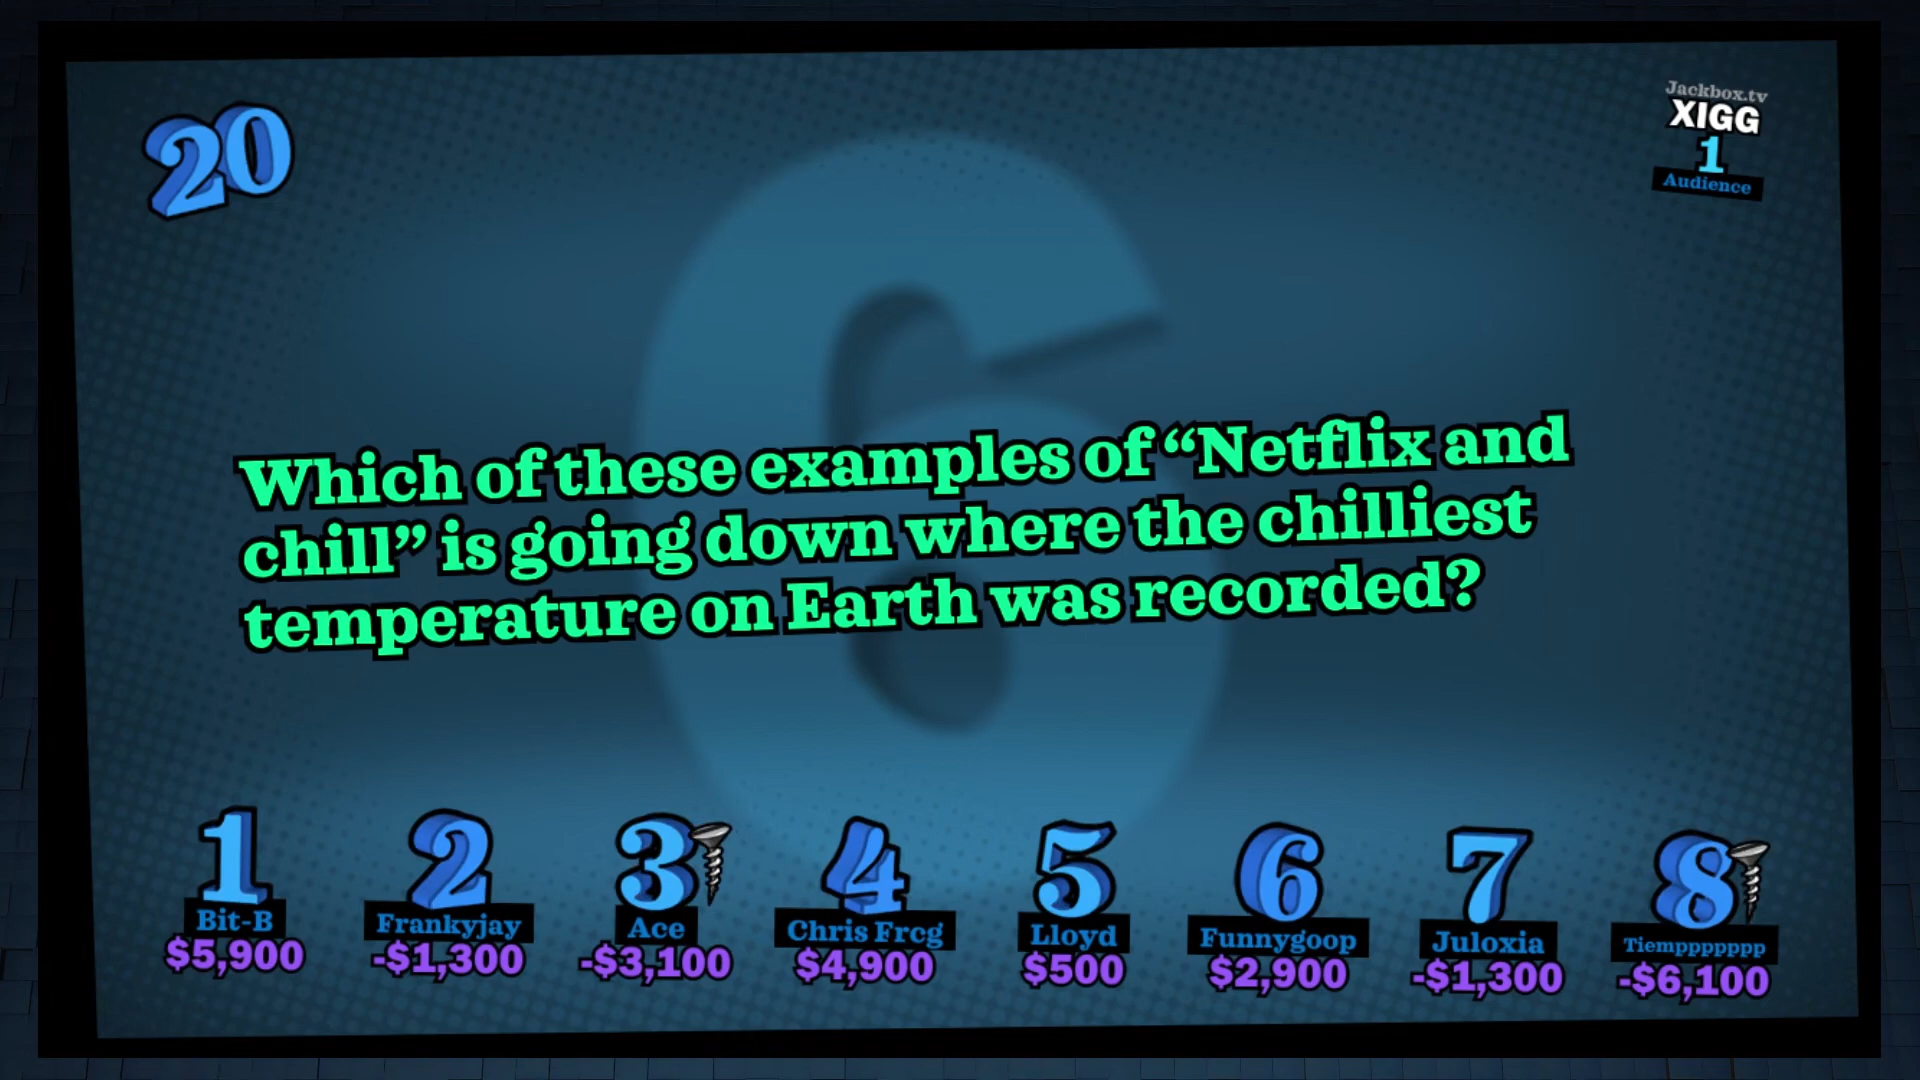 20
Jackbox.tv
XIGG
1
Audience
Which of these examples of “Netflix and
chill” is going down where the chilliest
temperature on Earth was recorded?
6
1
Bit-B
$5,900
2
Frankyjay
-$1,300
3
Ace
-$3,100
4
Chris Frcg
$4,900
5
Lloyd
$500
6
Funnygoop
$2,900
7
Juloxia
-$1,300
8
Tiempppppppp
-$6,100